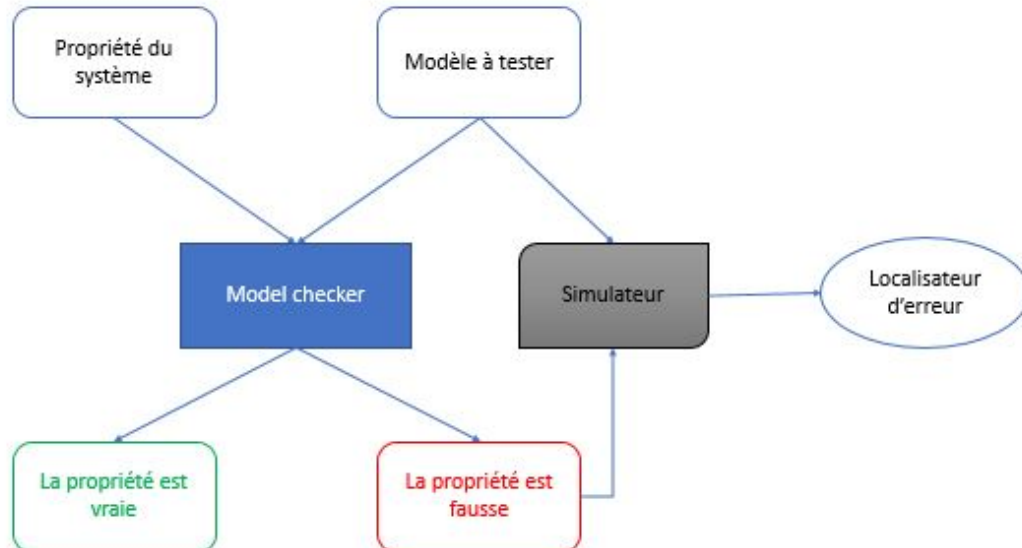 Propriété du
système
Modèle à tester
Model checker
Simulateur
Localisateur
d'erreur
La propriété est
vraie
La propriété est
fausse